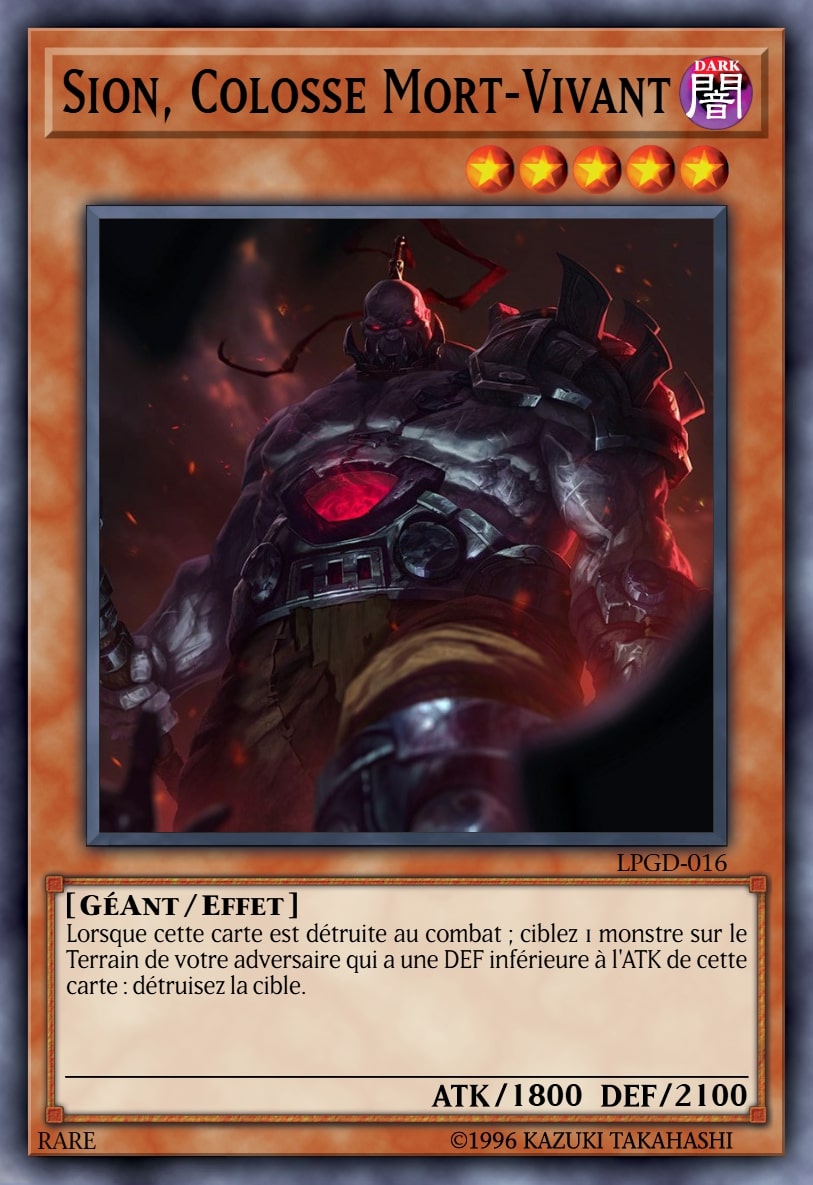 Sion, Colosse Mort-Vivant
DARK
闇
LPGD-016
[GÉAnt / Effet]
Lorsque cette carte est détruite au combat ; ciblez 1 monstre sur le
Terrain de votre adversaire qui a une DEF inférieure à l'ATK de cette
carte : détruisez la cible.
ATK/1800 DEF/2100
RARE
©1996 KAZUKI TAKAHASHI